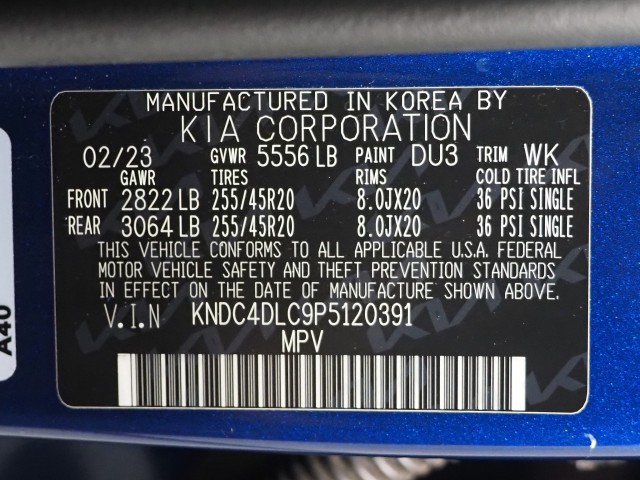 MANUFACTURED IN KOREA BY
KIA CORPORATION
02/23 GVWR 5556 LB PAINT DU3 TRIM WK
GAWR TIRES RIMS COLD TIRE INFL
FRONT 2822 LB 255/45R20 8.0JX20 36 PSI SINGLE
REAR 3064 LB 255/45R20 8.0JX20 36 PSI SINGLE
THIS VEHICLE CONFORMS TO ALL APPLICABLE U.S.A. FEDERAL
MOTOR VEHICLE SAFETY AND THEFT PREVENTION STANDARDS
IN EFFECT ON THE DATE OF MANUFACTURE SHOWN ABOVE.
V.I.N KNDC4DLC9P5120391
MPV
A40